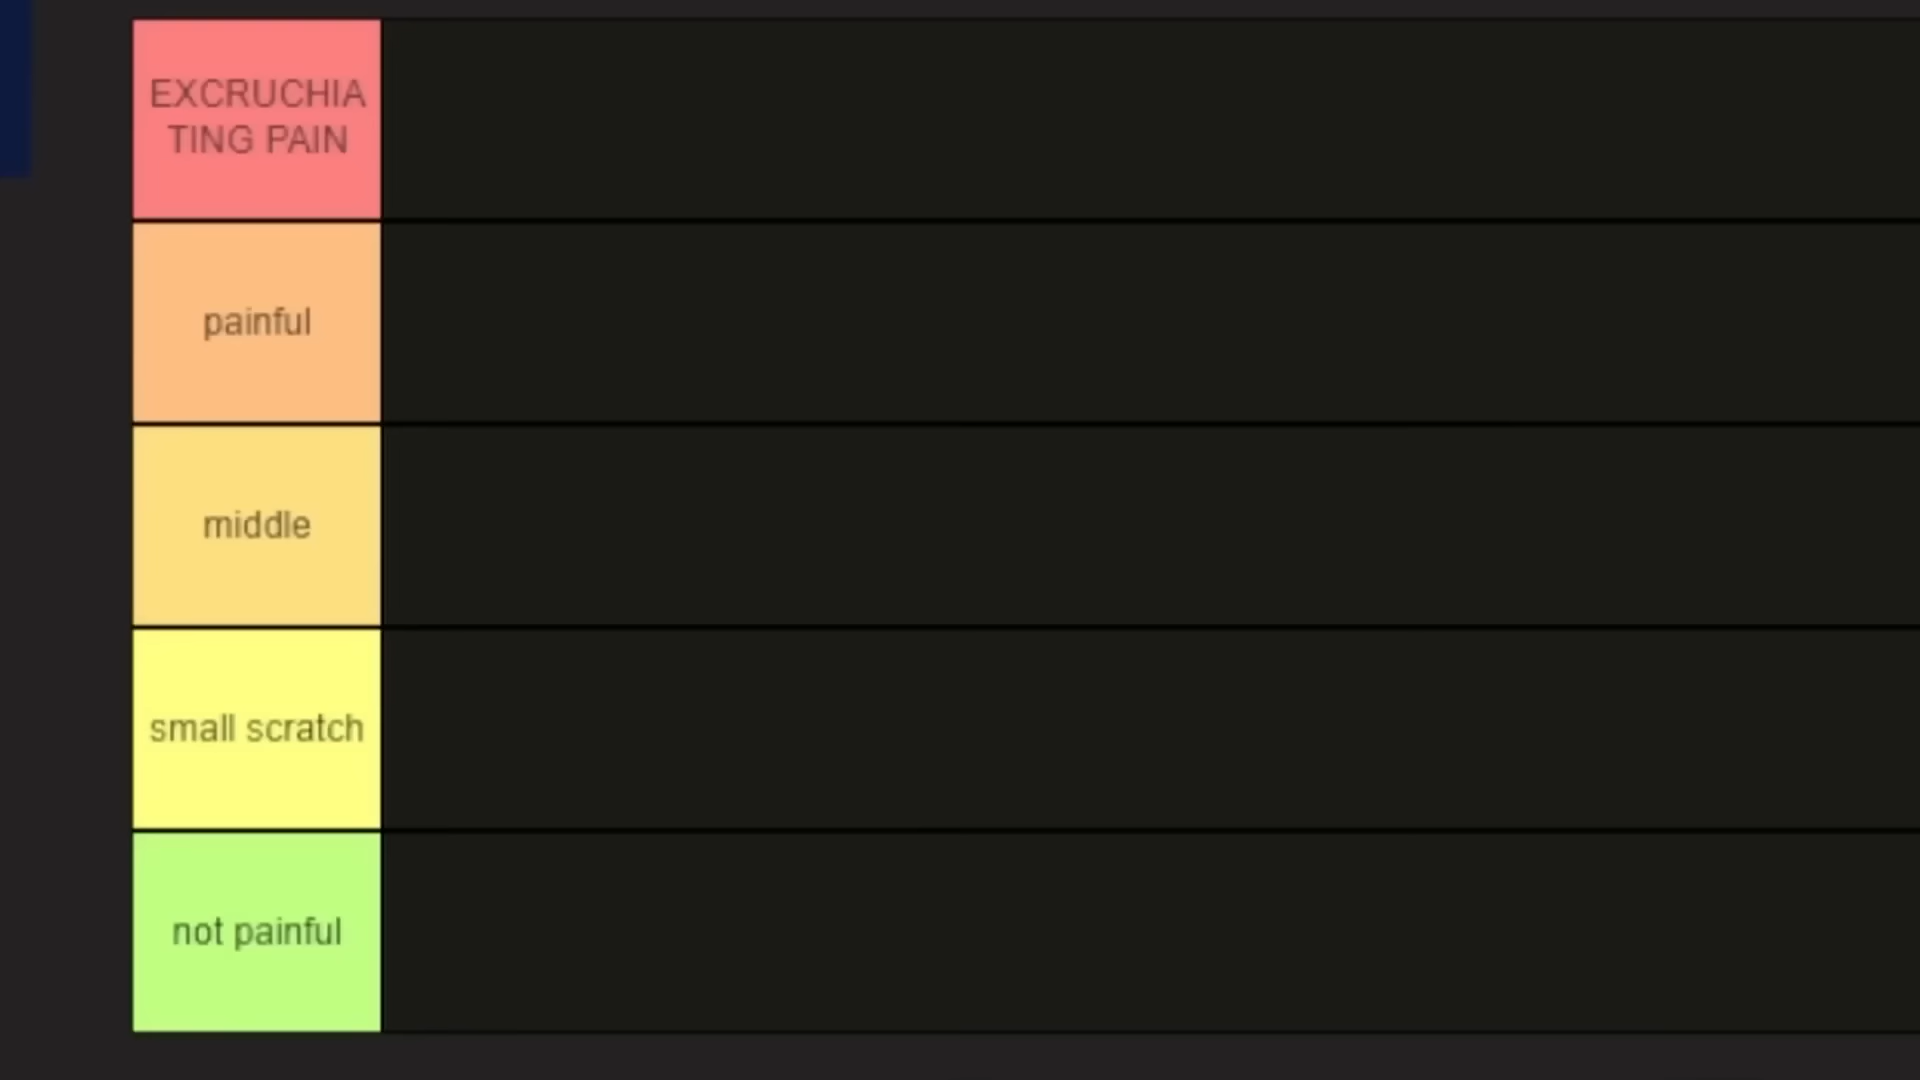 EXCRUCHIA
TING PAIN
painful
middle
small scratch
not painful